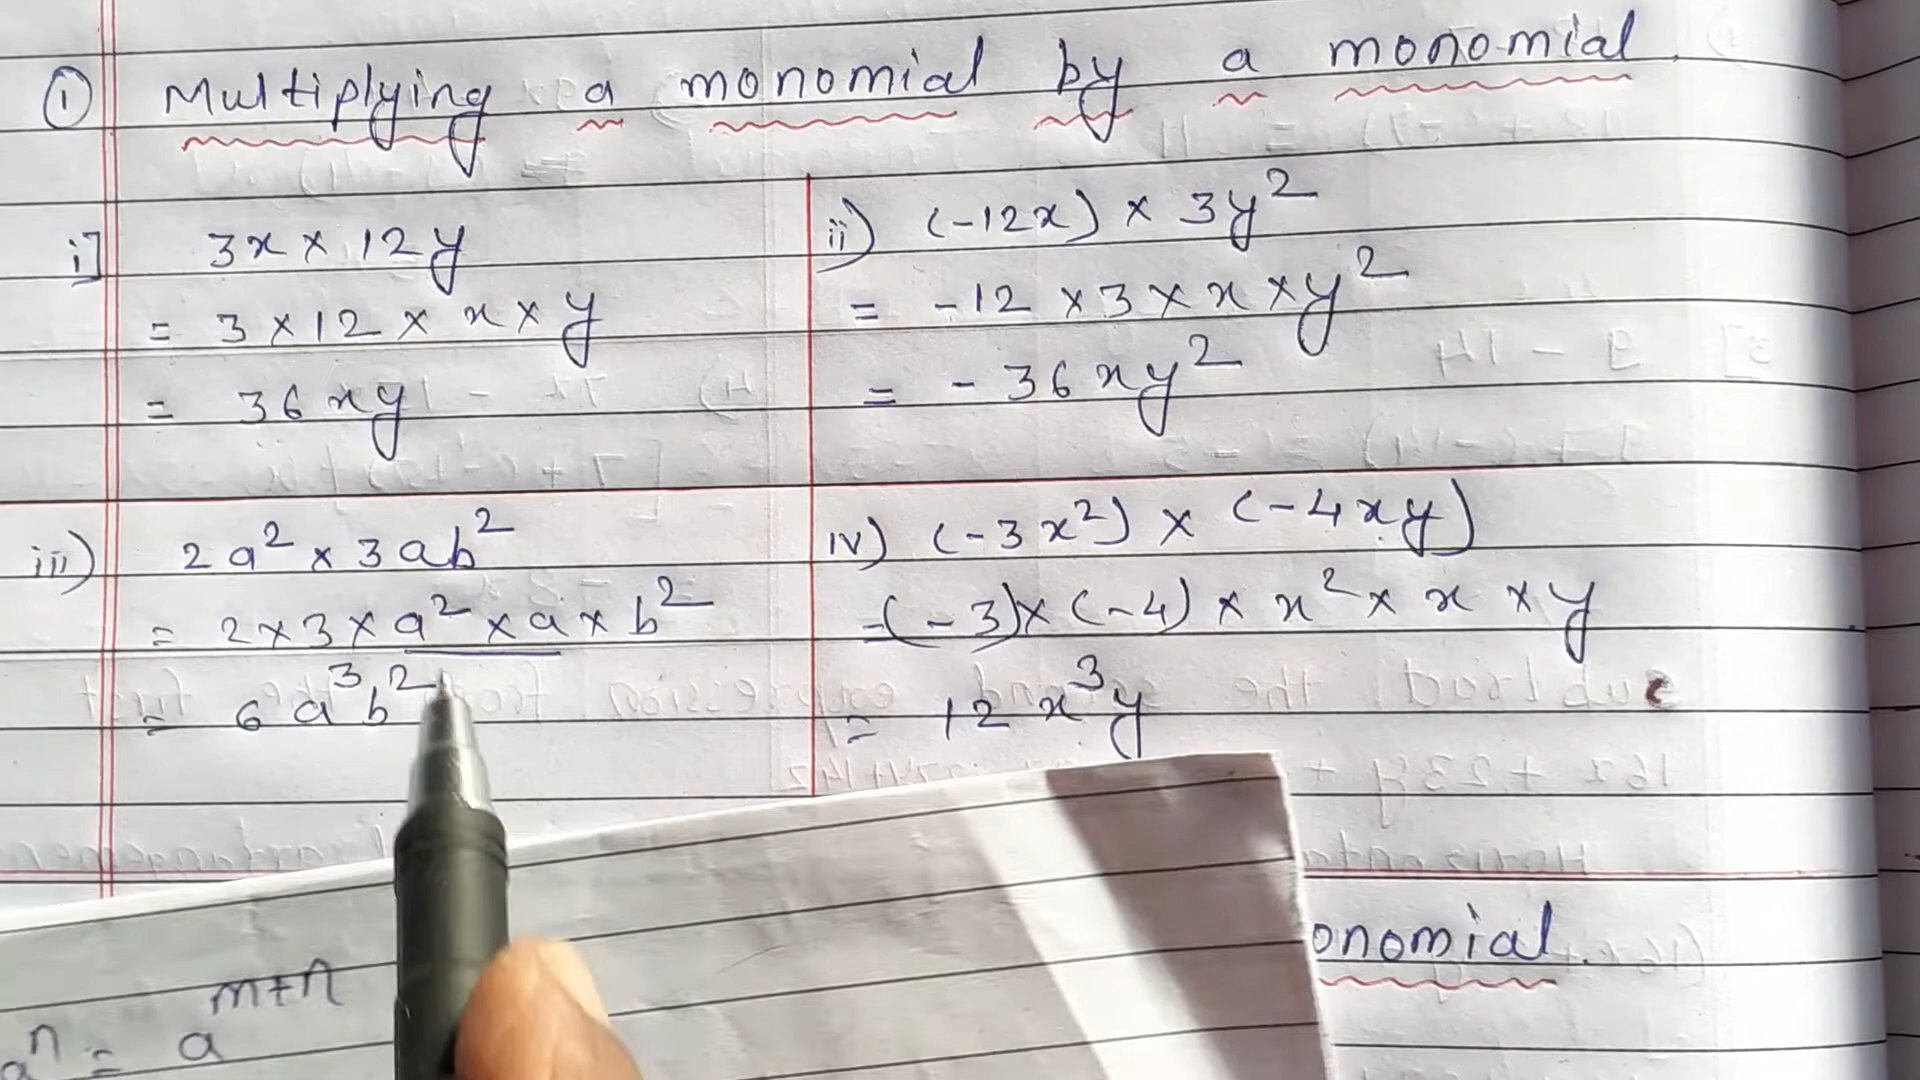 ① Multiplying a monomial by a monomial.
i] 3x × 12y
= 3 × 12 × x × y
= 36xy
ii) (-12x) × 3y²
= -12 × 3 × x × y²
= -36xy²
iii) 2a² × 3ab²
= 2 × 3 × a² × a × b²
= 6a³b²
iv) (-3x²) × (-4xy)
= (-3) × (-4) × x² × x × y
= 12x³y
onomial.
aⁿ = a^(m+n)